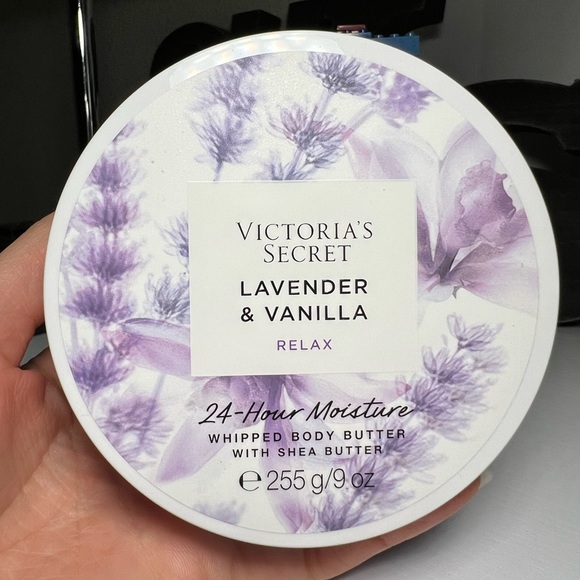 VICTORIA'S
SECRET
LAVENDER
& VANILLA
RELAX
24-Hour Moisture
WHIPPED BODY BUTTER
WITH SHEA BUTTER
℮ 255 g/9 oz